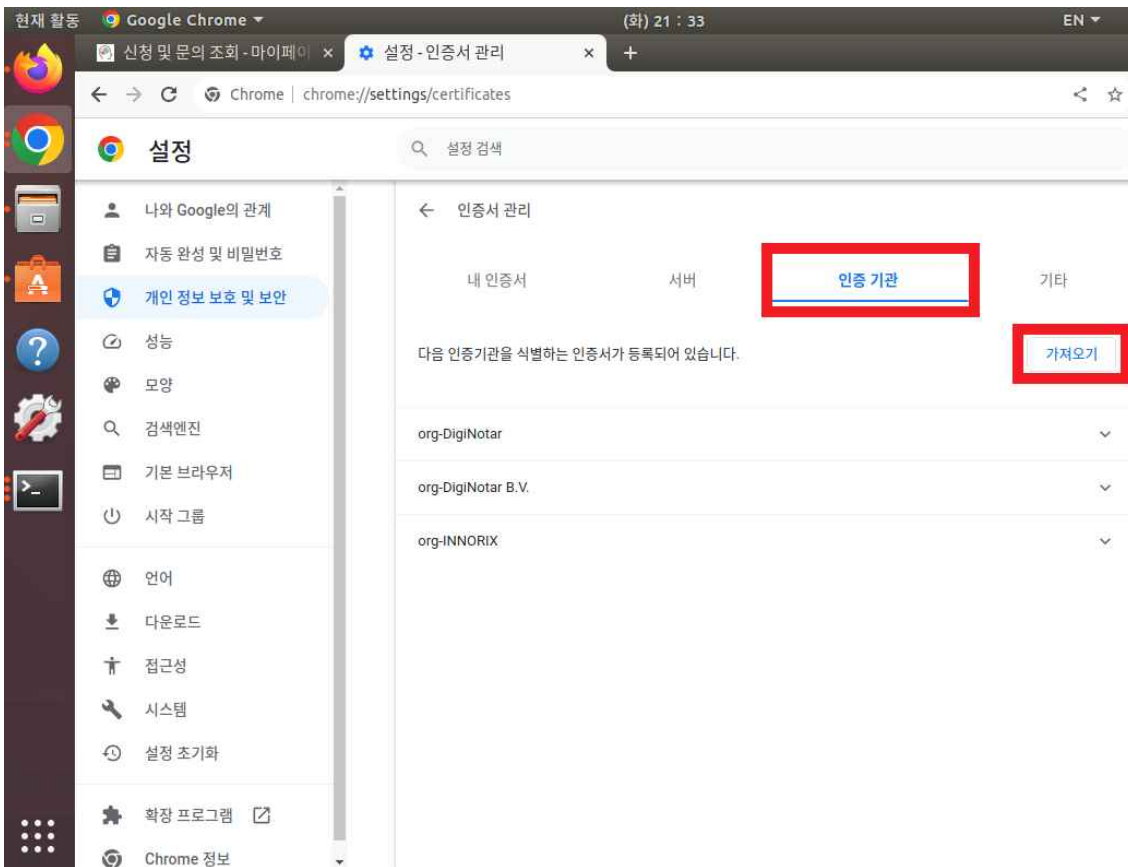 현재 활동 Google Chrome ▾ (화) 21 : 33 EN ▾
신청 및 문의 조회 - 마이페이 × 설정 - 인증서 관리 × +
Chrome | chrome://settings/certificates
설정 설정 검색
나와 Google의 관계
자동 완성 및 비밀번호
개인 정보 보호 및 보안
성능
모양
검색엔진
기본 브라우저
시작 그룹
언어
다운로드
접근성
시스템
설정 초기화
확장 프로그램
Chrome 정보
인증서 관리
내 인증서 서버 인증 기관 기타
다음 인증기관을 식별하는 인증서가 등록되어 있습니다. 가져오기
org-DigiNotar
org-DigiNotar B.V.
org-INNORIX